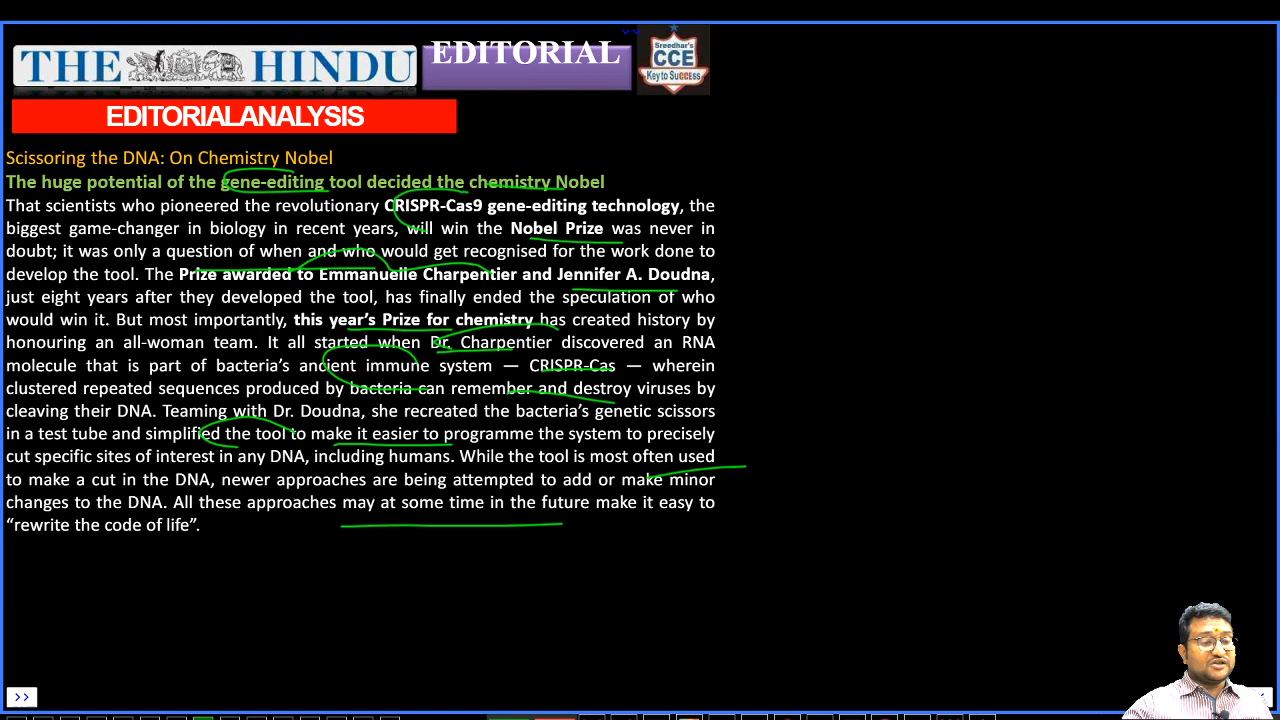 THE HINDU
EDITORIAL
Sreedhar's
CCE
Key to Success
EDITORIALANALYSIS
Scissoring the DNA: On Chemistry Nobel
The huge potential of the gene-editing tool decided the chemistry Nobel
That scientists who pioneered the revolutionary CRISPR-Cas9 gene-editing technology, the
biggest game-changer in biology in recent years, will win the Nobel Prize was never in
doubt; it was only a question of when and who would get recognised for the work done to
develop the tool. The Prize awarded to Emmanuelle Charpentier and Jennifer A. Doudna,
just eight years after they developed the tool, has finally ended the speculation of who
would win it. But most importantly, this year's Prize for chemistry has created history by
honouring an all-woman team. It all started when Dr. Charpentier discovered an RNA
molecule that is part of bacteria's ancient immune system — CRISPR-Cas — wherein
clustered repeated sequences produced by bacteria can remember and destroy viruses by
cleaving their DNA. Teaming with Dr. Doudna, she recreated the bacteria's genetic scissors
in a test tube and simplified the tool to make it easier to programme the system to precisely
cut specific sites of interest in any DNA, including humans. While the tool is most often used
to make a cut in the DNA, newer approaches are being attempted to add or make minor
changes to the DNA. All these approaches may at some time in the future make it easy to
“rewrite the code of life”.
>>